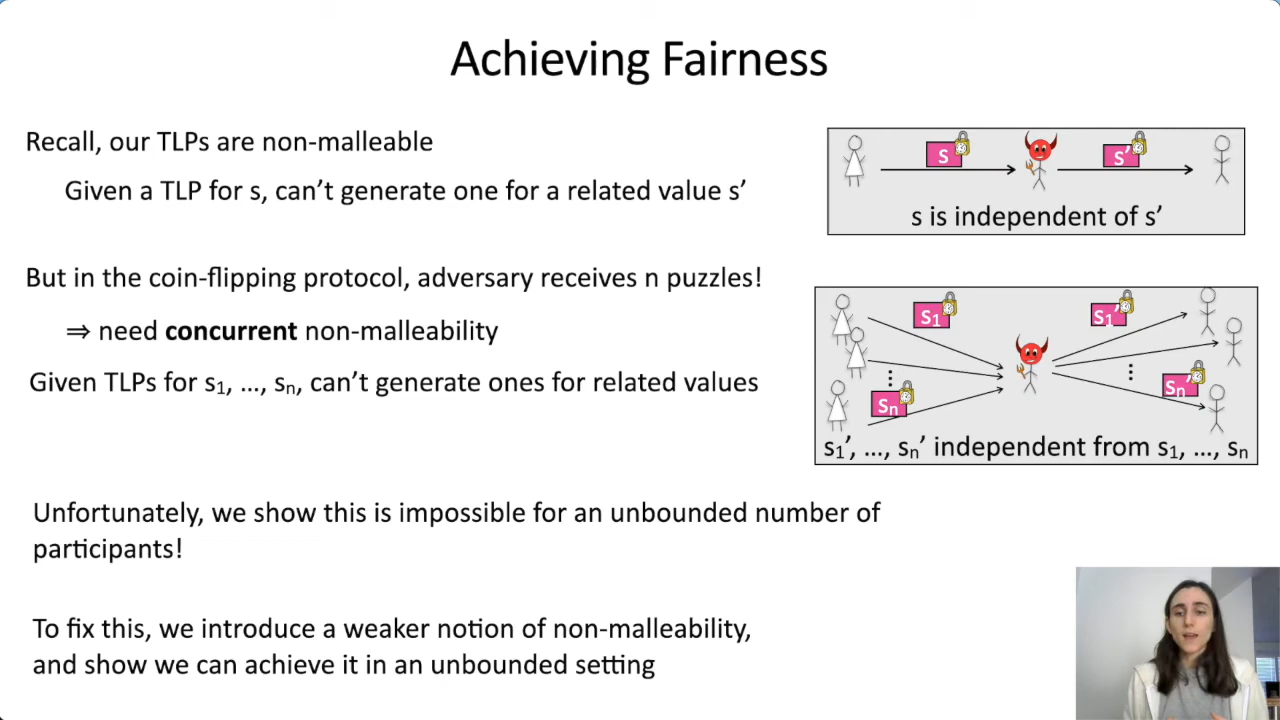 Achieving Fairness
Recall, our TLPs are non-malleable
Given a TLP for s, can't generate one for a related value s'
s
s'
s is independent of s'
But in the coin-flipping protocol, adversary receives n puzzles!
⇒ need concurrent non-malleability
Given TLPs for s₁, ..., sₙ, can't generate ones for related values
s₁
s₁'
⋮
⋮
sₙ
sₙ'
s₁', ..., sₙ' independent from s₁, ..., sₙ
Unfortunately, we show this is impossible for an unbounded number of
participants!
To fix this, we introduce a weaker notion of non-malleability,
and show we can achieve it in an unbounded setting